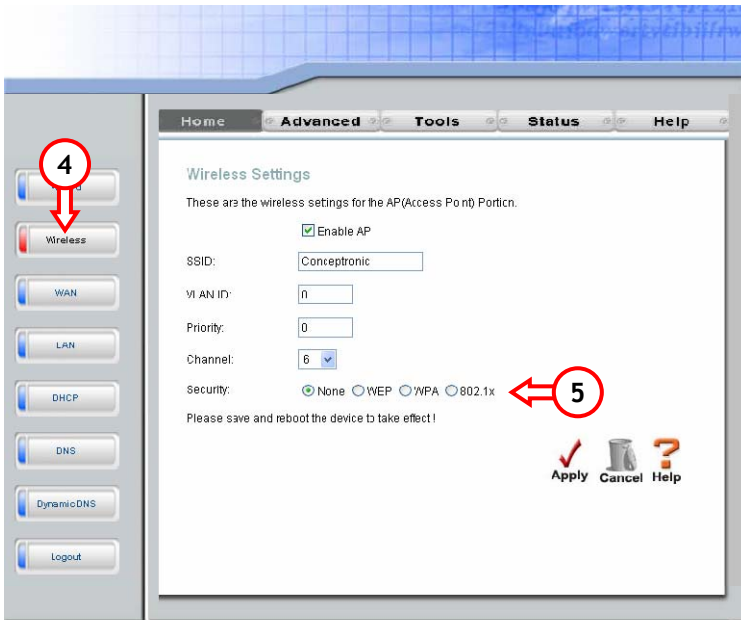 Home Advanced Tools Status Help
4
Wireless
WAN
LAN
DHCP
DNS
DynamicDNS
Logout
Wireless Settings
These are the wireless settings for the AP(Access Point) Portion.
Enable AP
SSID: Conceptronic
VLAN ID: 0
Priority: 0
Channel: 6
Security: None WEP WPA 802.1x
5
Please save and reboot the device to take effect !
Apply Cancel Help